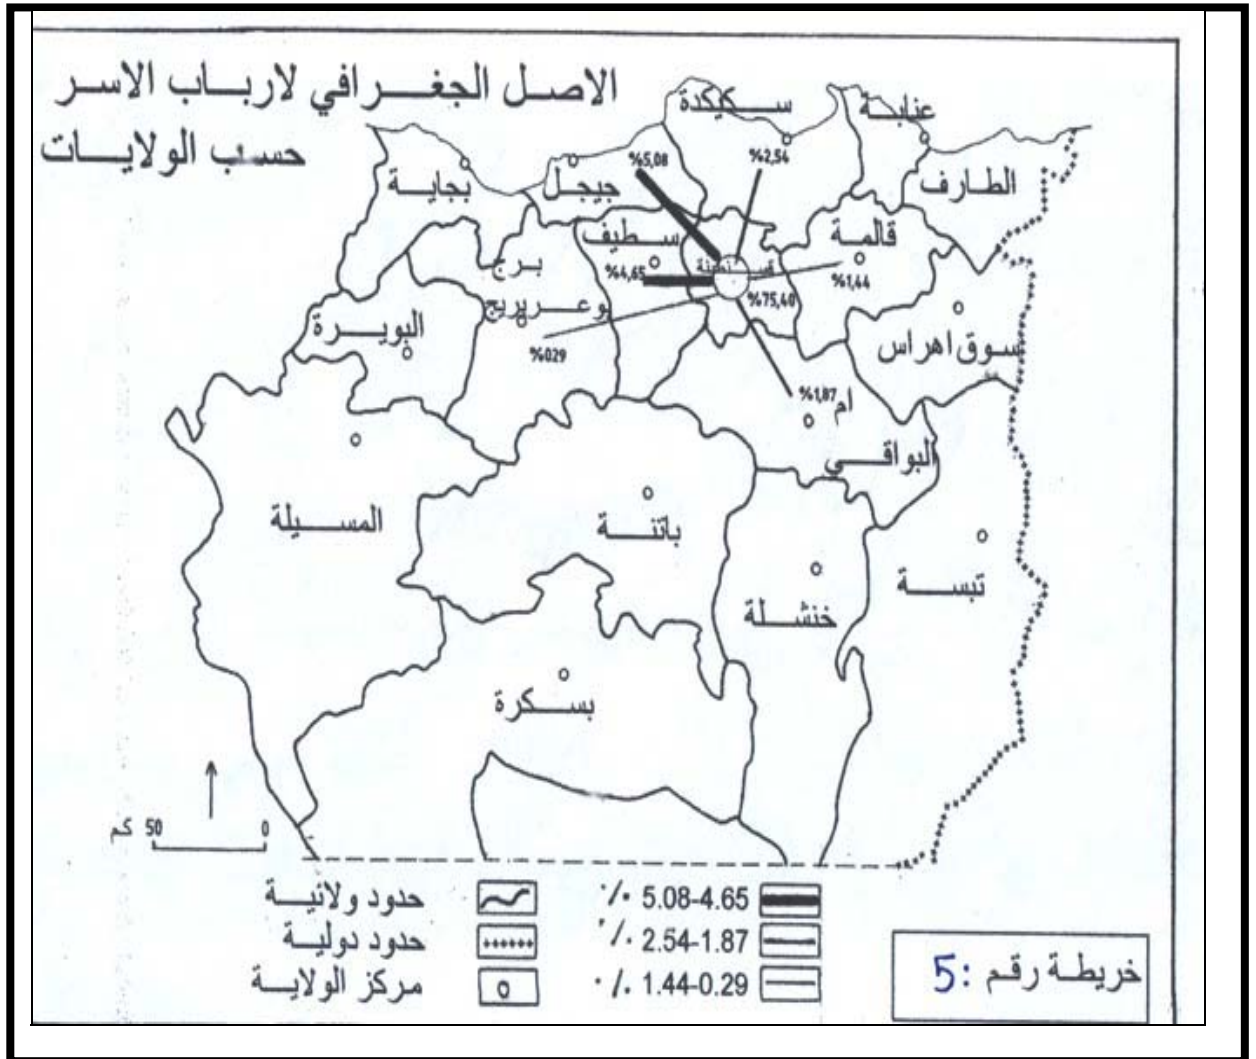 الاصل الجغرافي لارباب الاسر
حسب الولايات
سكيكدة
عنابة
%2,54
%5,08
جيجل
بجاية
الطارف
قالمة
سطيف
%4,65
%1,44
%75,40
برج
بوعريريج
%029
البويرة
سوق اهراس
%1,87
ام
البواقي
المسيلة
باتنة
تبسة
خنشلة
بسكرة
كم 50 0
حدود ولائية
حدود دولية
مركز الولاية
5.08-4.65 %
2.54-1.87 %
1.44-0.29 %
خريطة رقم :5